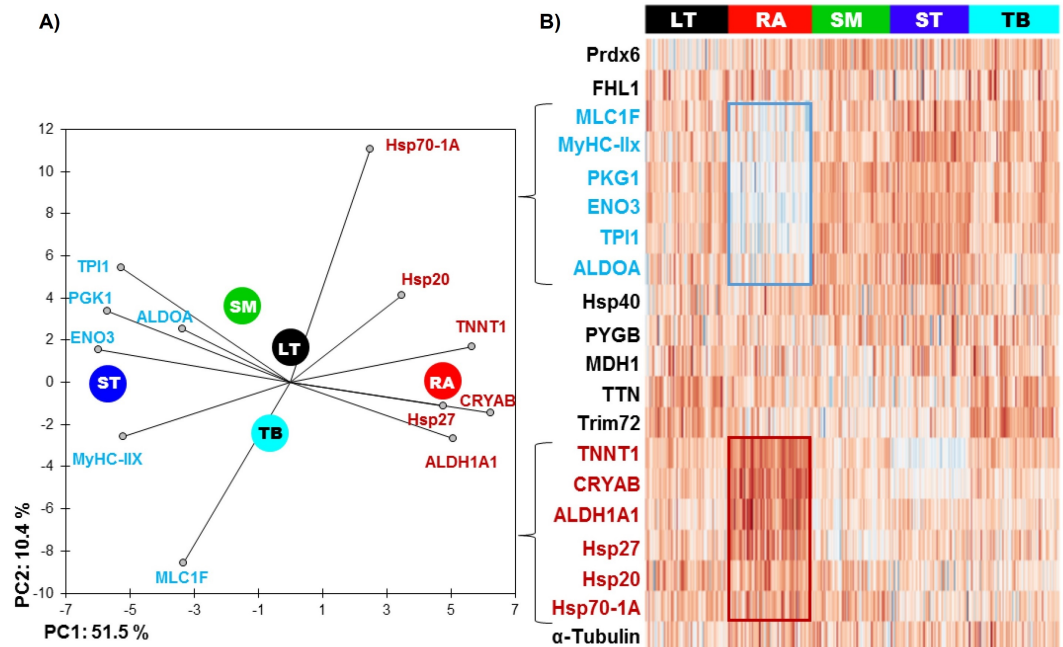 A)
12
10
8
6
4
2
0
-2
-4
-6
-8
-10
-7
-5
-3
-1
1
3
5
7
PC2: 10.4 %
PC1: 51.5 %
Hsp70-1A
TPI1
Hsp20
PGK1
ALDOA
SM
TNNT1
ENO3
LT
ST
RA
CRYAB
Hsp27
TB
MyHC-IIX
ALDH1A1
MLC1F
B)
LT RA SM ST TB
Prdx6
FHL1
MLC1F
MyHC-IIx
PKG1
ENO3
TPI1
ALDOA
Hsp40
PYGB
MDH1
TTN
Trim72
TNNT1
CRYAB
ALDH1A1
Hsp27
Hsp20
Hsp70-1A
α-Tubulin